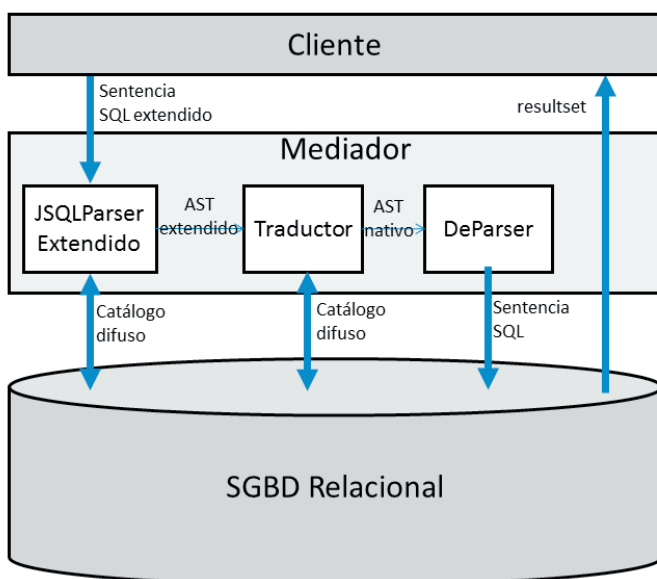 Cliente
Sentencia
SQL extendido
resultset
Mediador
JSQLParser
Extendido
AST
extendido
Traductor
AST
nativo
DeParser
Catálogo
difuso
Catálogo
difuso
Sentencia
SQL
SGBD Relacional